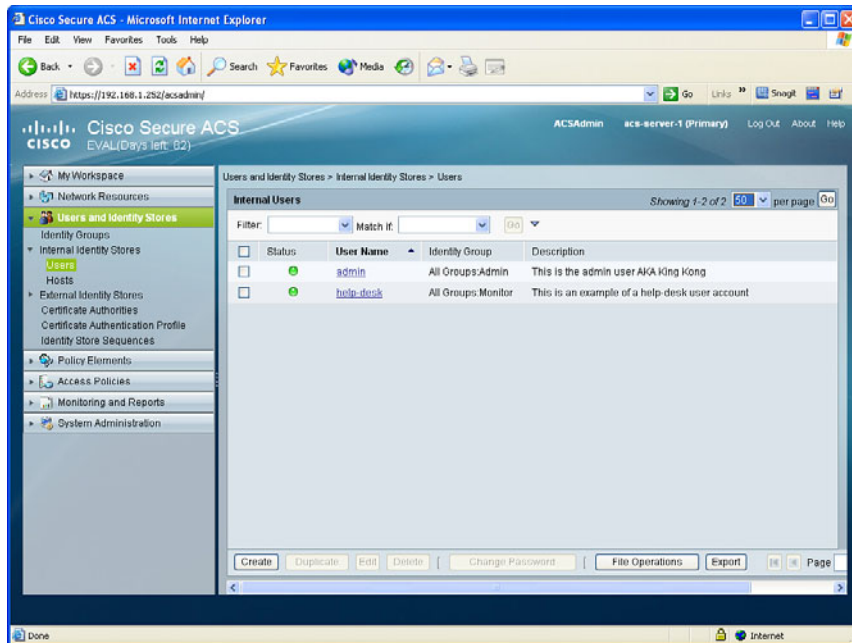 Cisco Secure ACS - Microsoft Internet Explorer
File Edit View Favorites Tools Help
Back Search Favorites Media
Address https://192.168.1.252/acsadmin/ Go Links » SnagIt
CISCO Cisco Secure ACS
EVAL(Days left: 82)
ACSAdmin acs-server-1 (Primary) Log Out About Help
My Workspace
Network Resources
Users and Identity Stores
Identity Groups
Internal Identity Stores
Users
Hosts
External Identity Stores
Certificate Authorities
Certificate Authentication Profile
Identity Store Sequences
Policy Elements
Access Policies
Monitoring and Reports
System Administration
Users and Identity Stores > Internal Identity Stores > Users
Internal Users Showing 1-2 of 2 50 per page Go
Filter: Match if: Go
Status User Name Identity Group Description
admin All Groups:Admin This is the admin user AKA King Kong
help-desk All Groups:Monitor This is an example of a help-desk user account
Create Duplicate Edit Delete | Change Password | File Operations Export Page
Done Internet